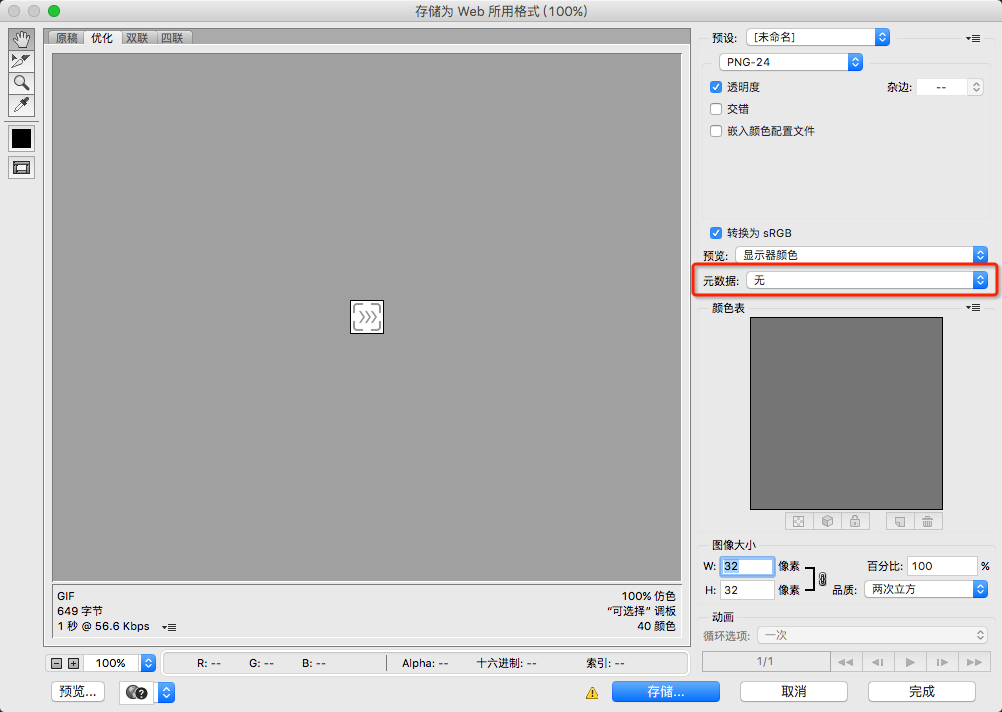 存储为 Web 所用格式 (100%)
原稿 优化 双联 四联
预设: [未命名]
PNG-24
透明度 杂边: --
交错
嵌入颜色配置文件
转换为 sRGB
预览: 显示器颜色
元数据: 无
颜色表
图像大小
W: 32 像素 百分比: 100 %
H: 32 像素 品质: 两次立方
GIF 100% 仿色
649 字节 “可选择” 调板
1 秒 @ 56.6 Kbps 40 颜色
动画
循环选项: 一次
100% R: -- G: -- B: -- Alpha: -- 十六进制: -- 索引: -- 1/1
预览... ? 存储... 取消 完成